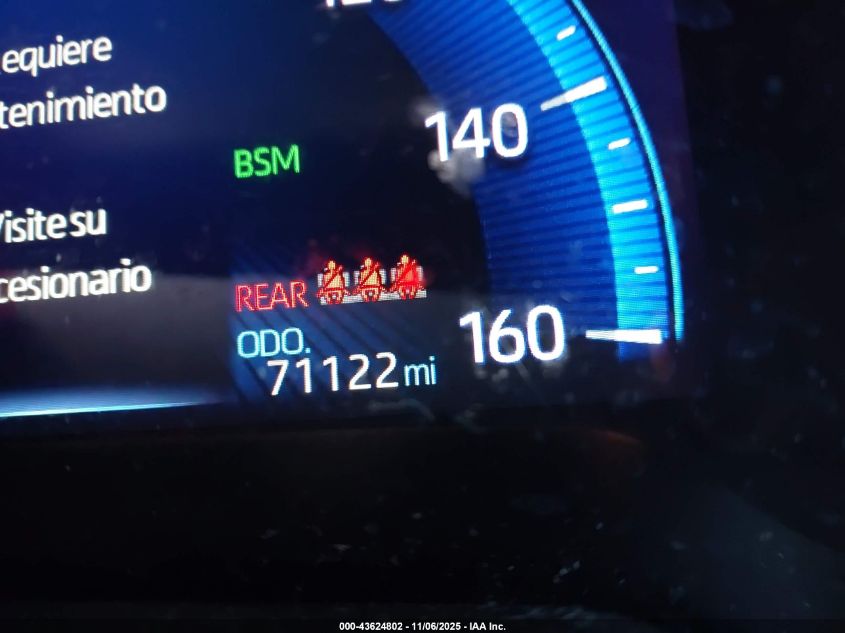 equiere
tenimiento
140
BSM
Visite su
cesionario
REAR
160
ODO.
71122 mi
000-43624802 - 11/06/2025 - IAA Inc.